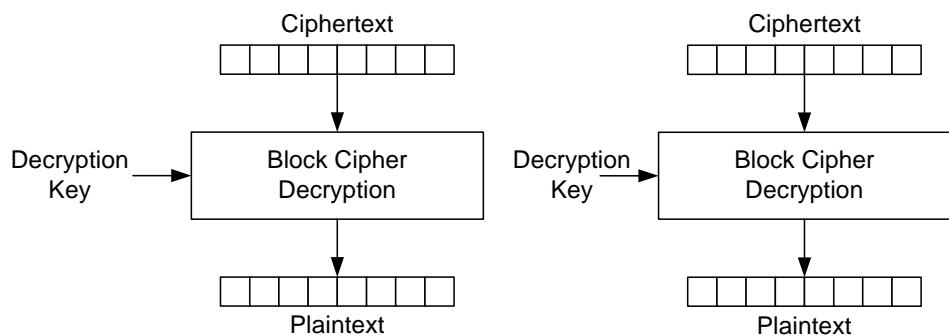 Ciphertext
Ciphertext
Decryption
Key
Block Cipher
Decryption
Decryption
Key
Block Cipher
Decryption
Plaintext
Plaintext